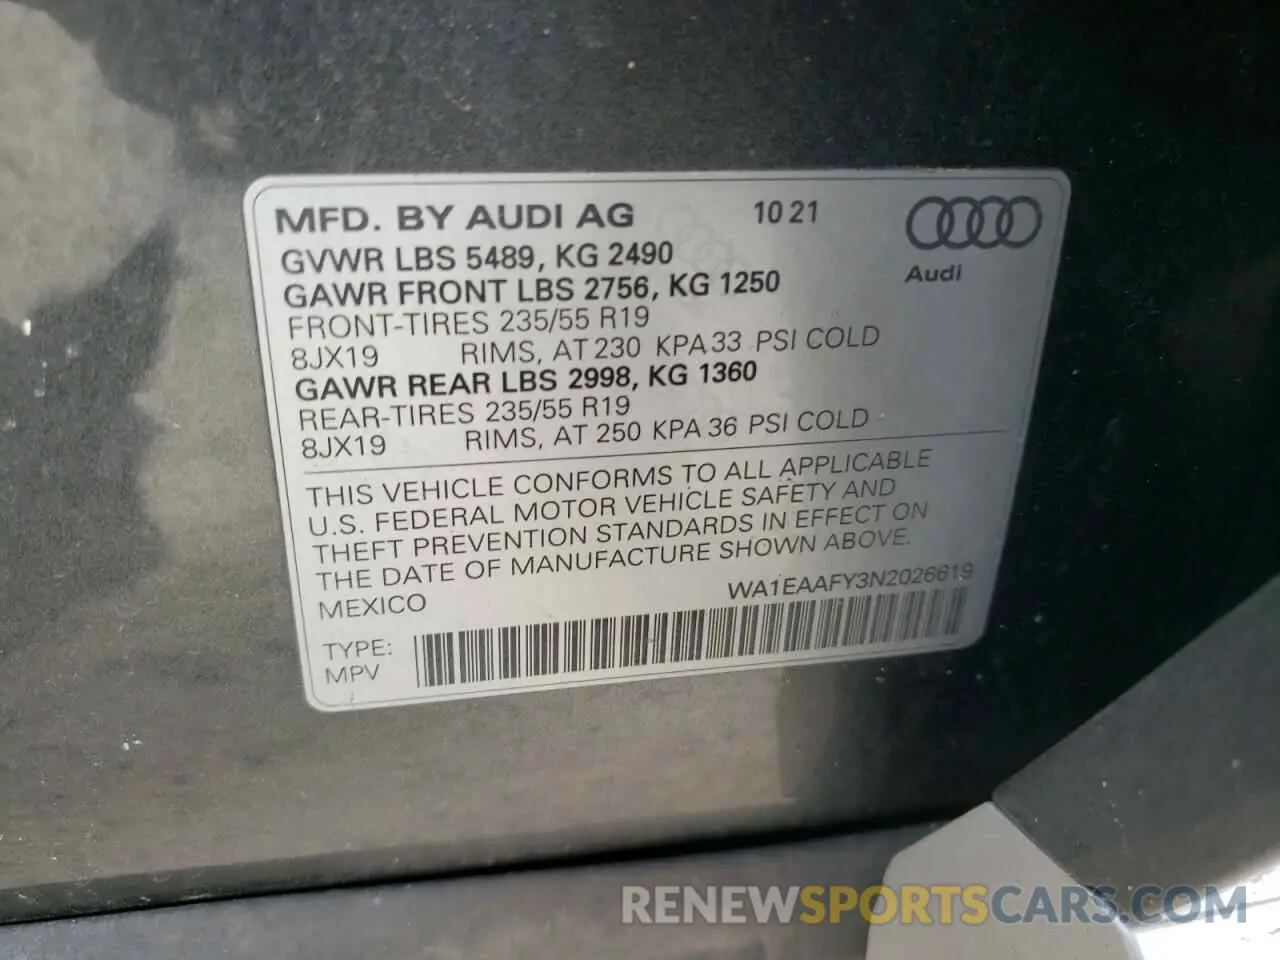 MFD. BY AUDI AG 10 21
GVWR LBS 5489, KG 2490
Audi
GAWR FRONT LBS 2756, KG 1250
FRONT-TIRES 235/55 R19
8JX19 RIMS, AT 230 KPA 33 PSI COLD
GAWR REAR LBS 2998, KG 1360
REAR-TIRES 235/55 R19
8JX19 RIMS, AT 250 KPA 36 PSI COLD
THIS VEHICLE CONFORMS TO ALL APPLICABLE
U.S. FEDERAL MOTOR VEHICLE SAFETY AND
THEFT PREVENTION STANDARDS IN EFFECT ON
THE DATE OF MANUFACTURE SHOWN ABOVE.
MEXICO WA1EAAFY3N2026619
TYPE:
MPV
RENEWSPORTSCARS.COM